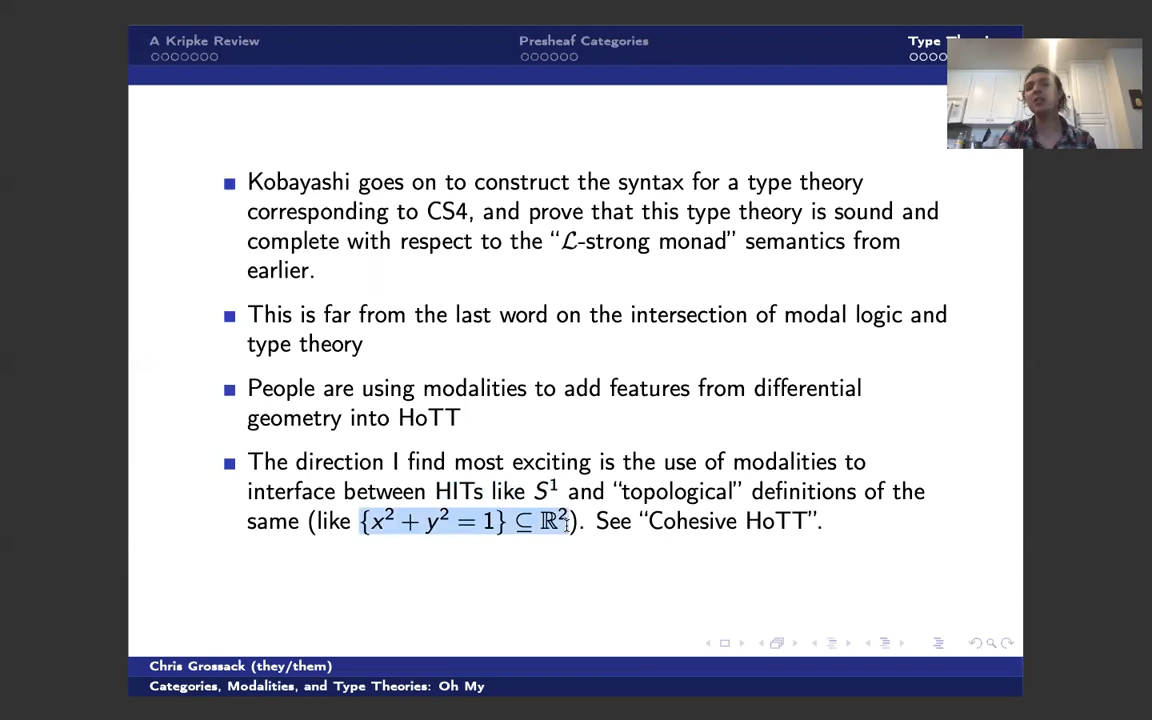 A Kripke Review
Presheaf Categories
Type
Kobayashi goes on to construct the syntax for a type theory
corresponding to CS4, and prove that this type theory is sound and
complete with respect to the “ℒ-strong monad” semantics from
earlier.
This is far from the last word on the intersection of modal logic and
type theory
People are using modalities to add features from differential
geometry into HoTT
The direction I find most exciting is the use of modalities to
interface between HITs like S¹ and “topological” definitions of the
same (like {x² + y² = 1} ⊆ ℝ²). See “Cohesive HoTT”.
Chris Grossack (they/them)
Categories, Modalities, and Type Theories: Oh My